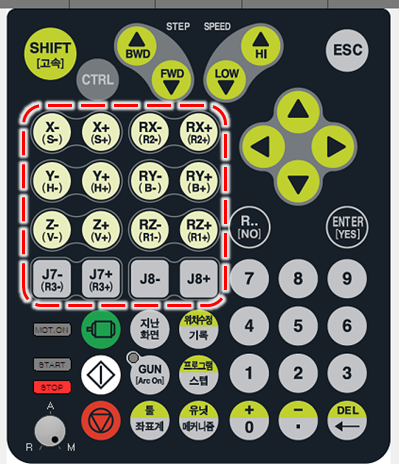 STEP SPEED
SHIFT
[고속]
CTRL
BWD
FWD
LOW
HI
ESC
X-
(S-)
X+
(S+)
RX-
(R2-)
RX+
(R2+)
Y-
(H-)
Y+
(H+)
RY-
(B-)
RY+
(B+)
Z-
(V-)
Z+
(V+)
RZ-
(R1-)
RZ+
(R1+)
R..
[NO]
ENTER
[YES]
J7-
(R3-)
J7+
(R3+)
J8-
J8+
7
8
9
MOT.ON
지난
화면
위치수정
기록
4
5
6
START
STOP
GUN
[Arc On]
프로그램
스텝
1
2
3
A
R
M
툴
좌표계
유닛
메커니즘
+
0
-
.
DEL